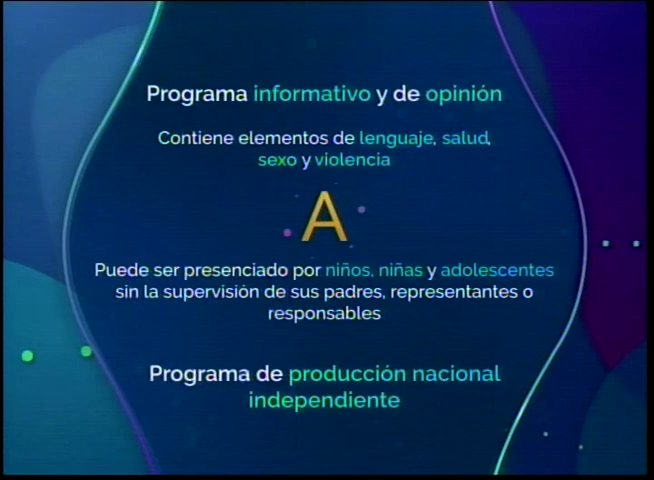 Programa informativo y de opinión
Contiene elementos de lenguaje, salud,
sexo y violencia
A
Puede ser presenciado por niños, niñas y adolescentes
sin la supervisión de sus padres, representantes o
responsables
Programa de producción nacional
independiente